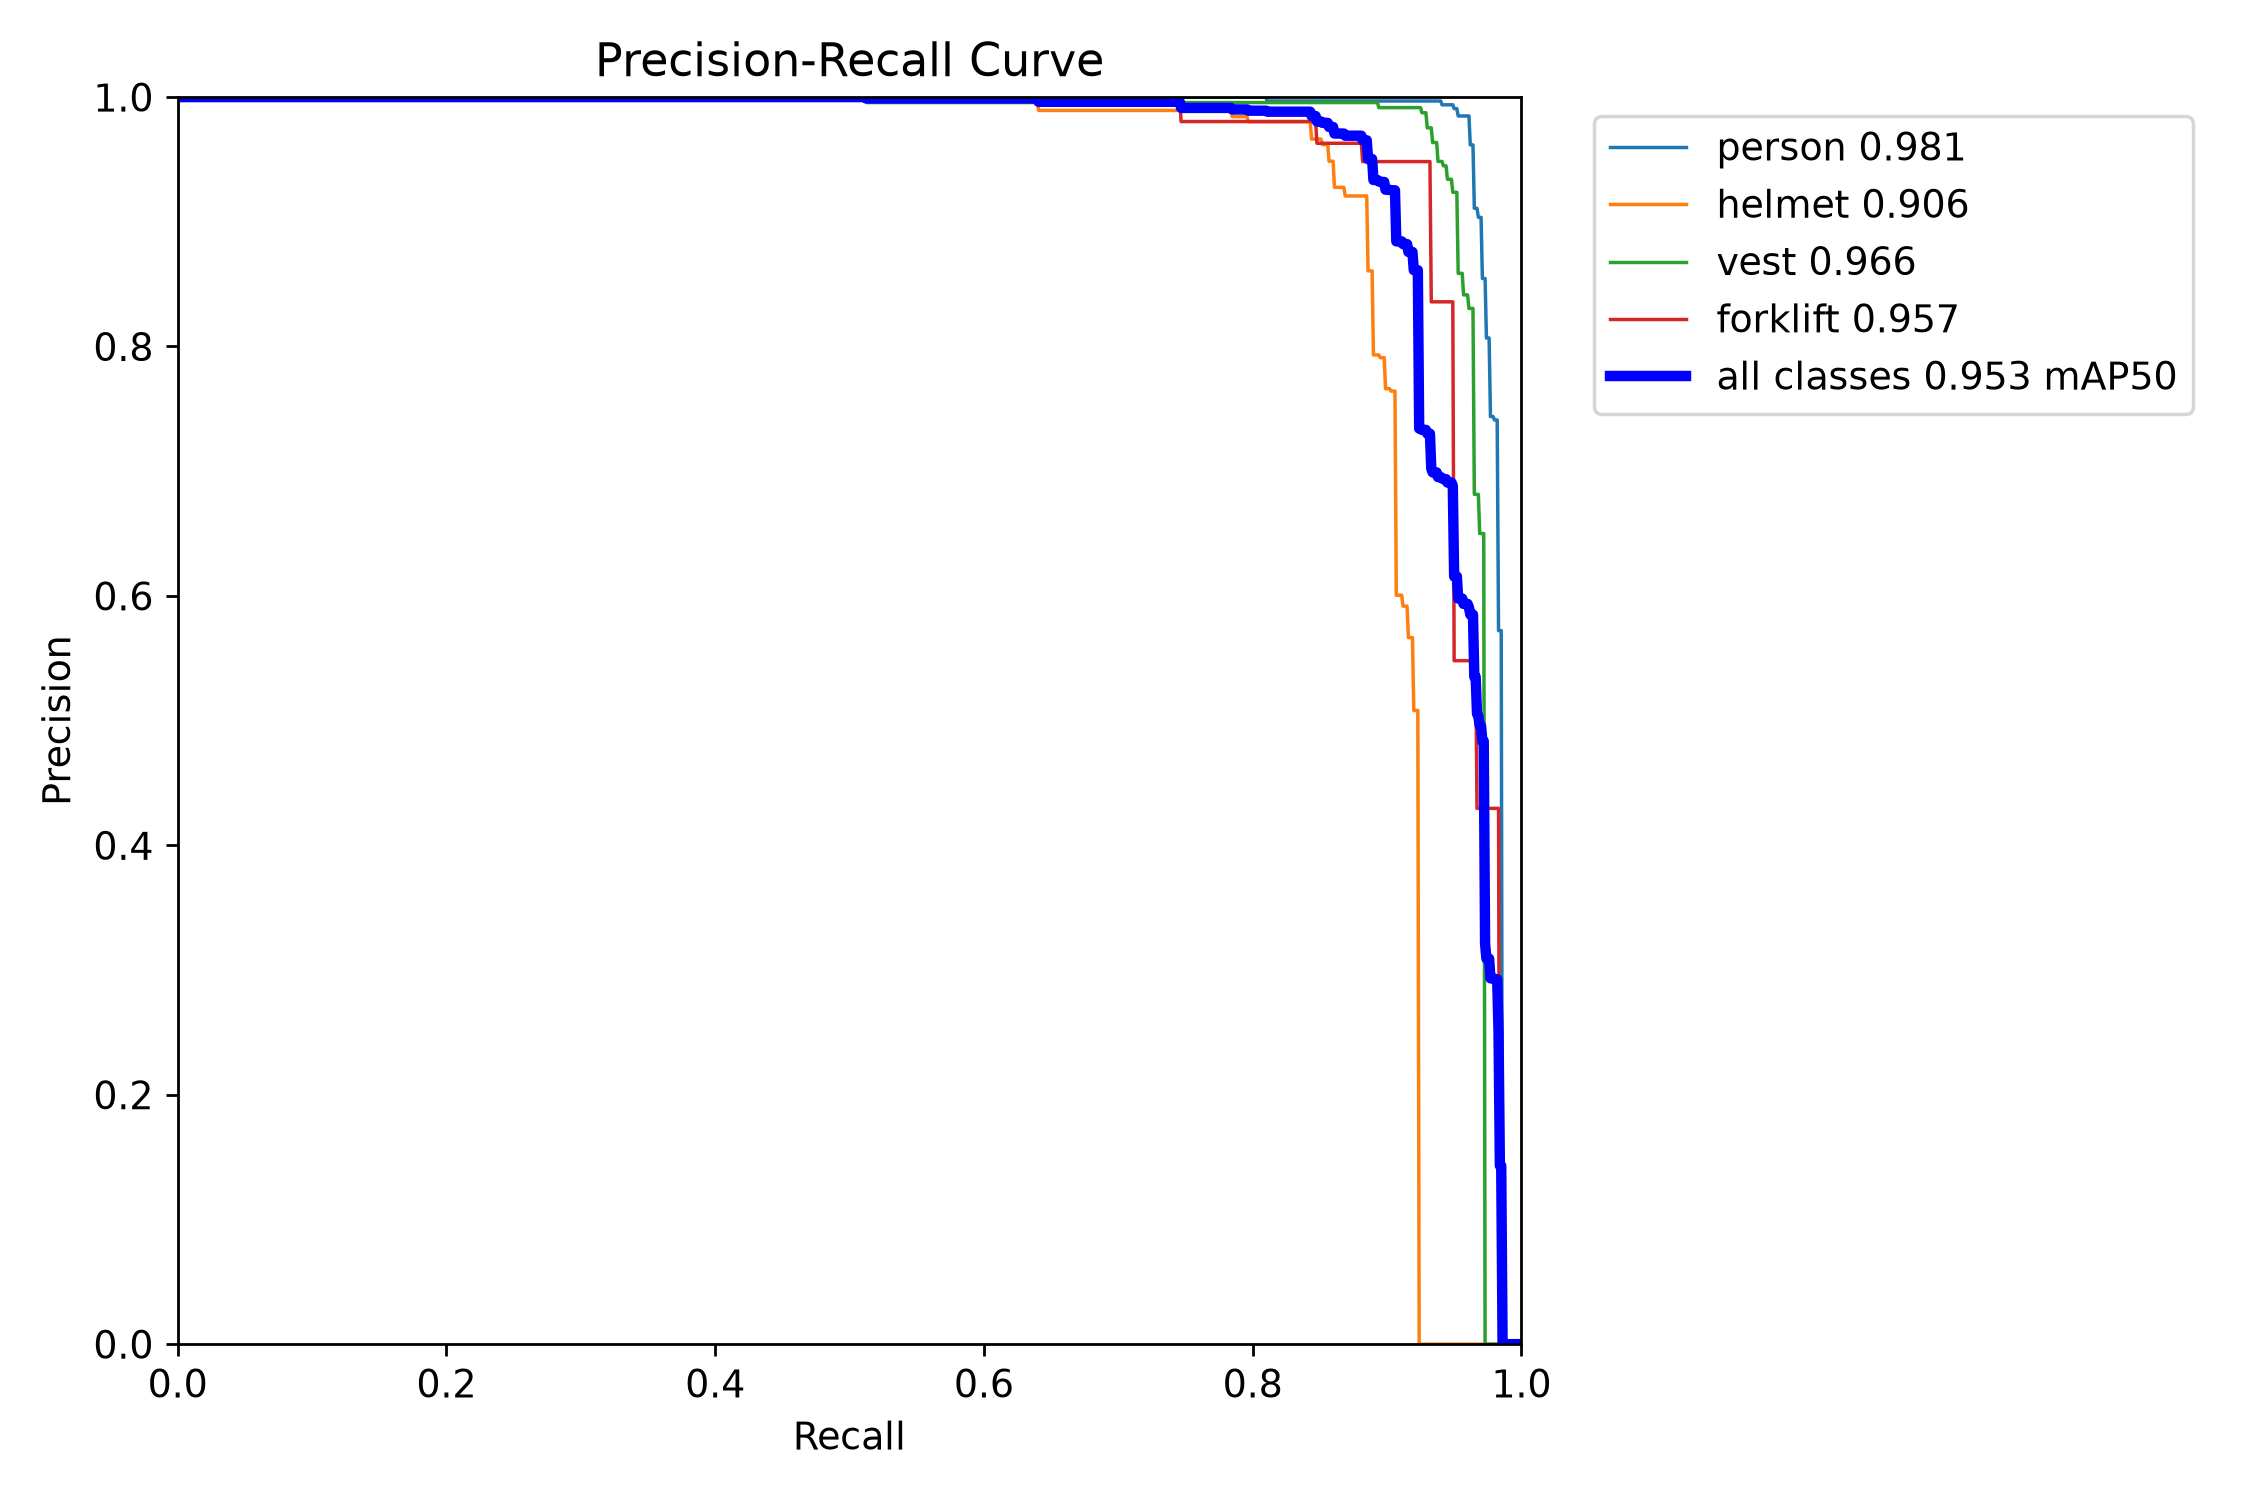 Precision-Recall Curve
1.0
0.8
0.6
0.4
0.2
0.0
Precision
0.0 0.2 0.4 0.6 0.8 1.0
Recall
person 0.981
helmet 0.906
vest 0.966
forklift 0.957
all classes 0.953 mAP50